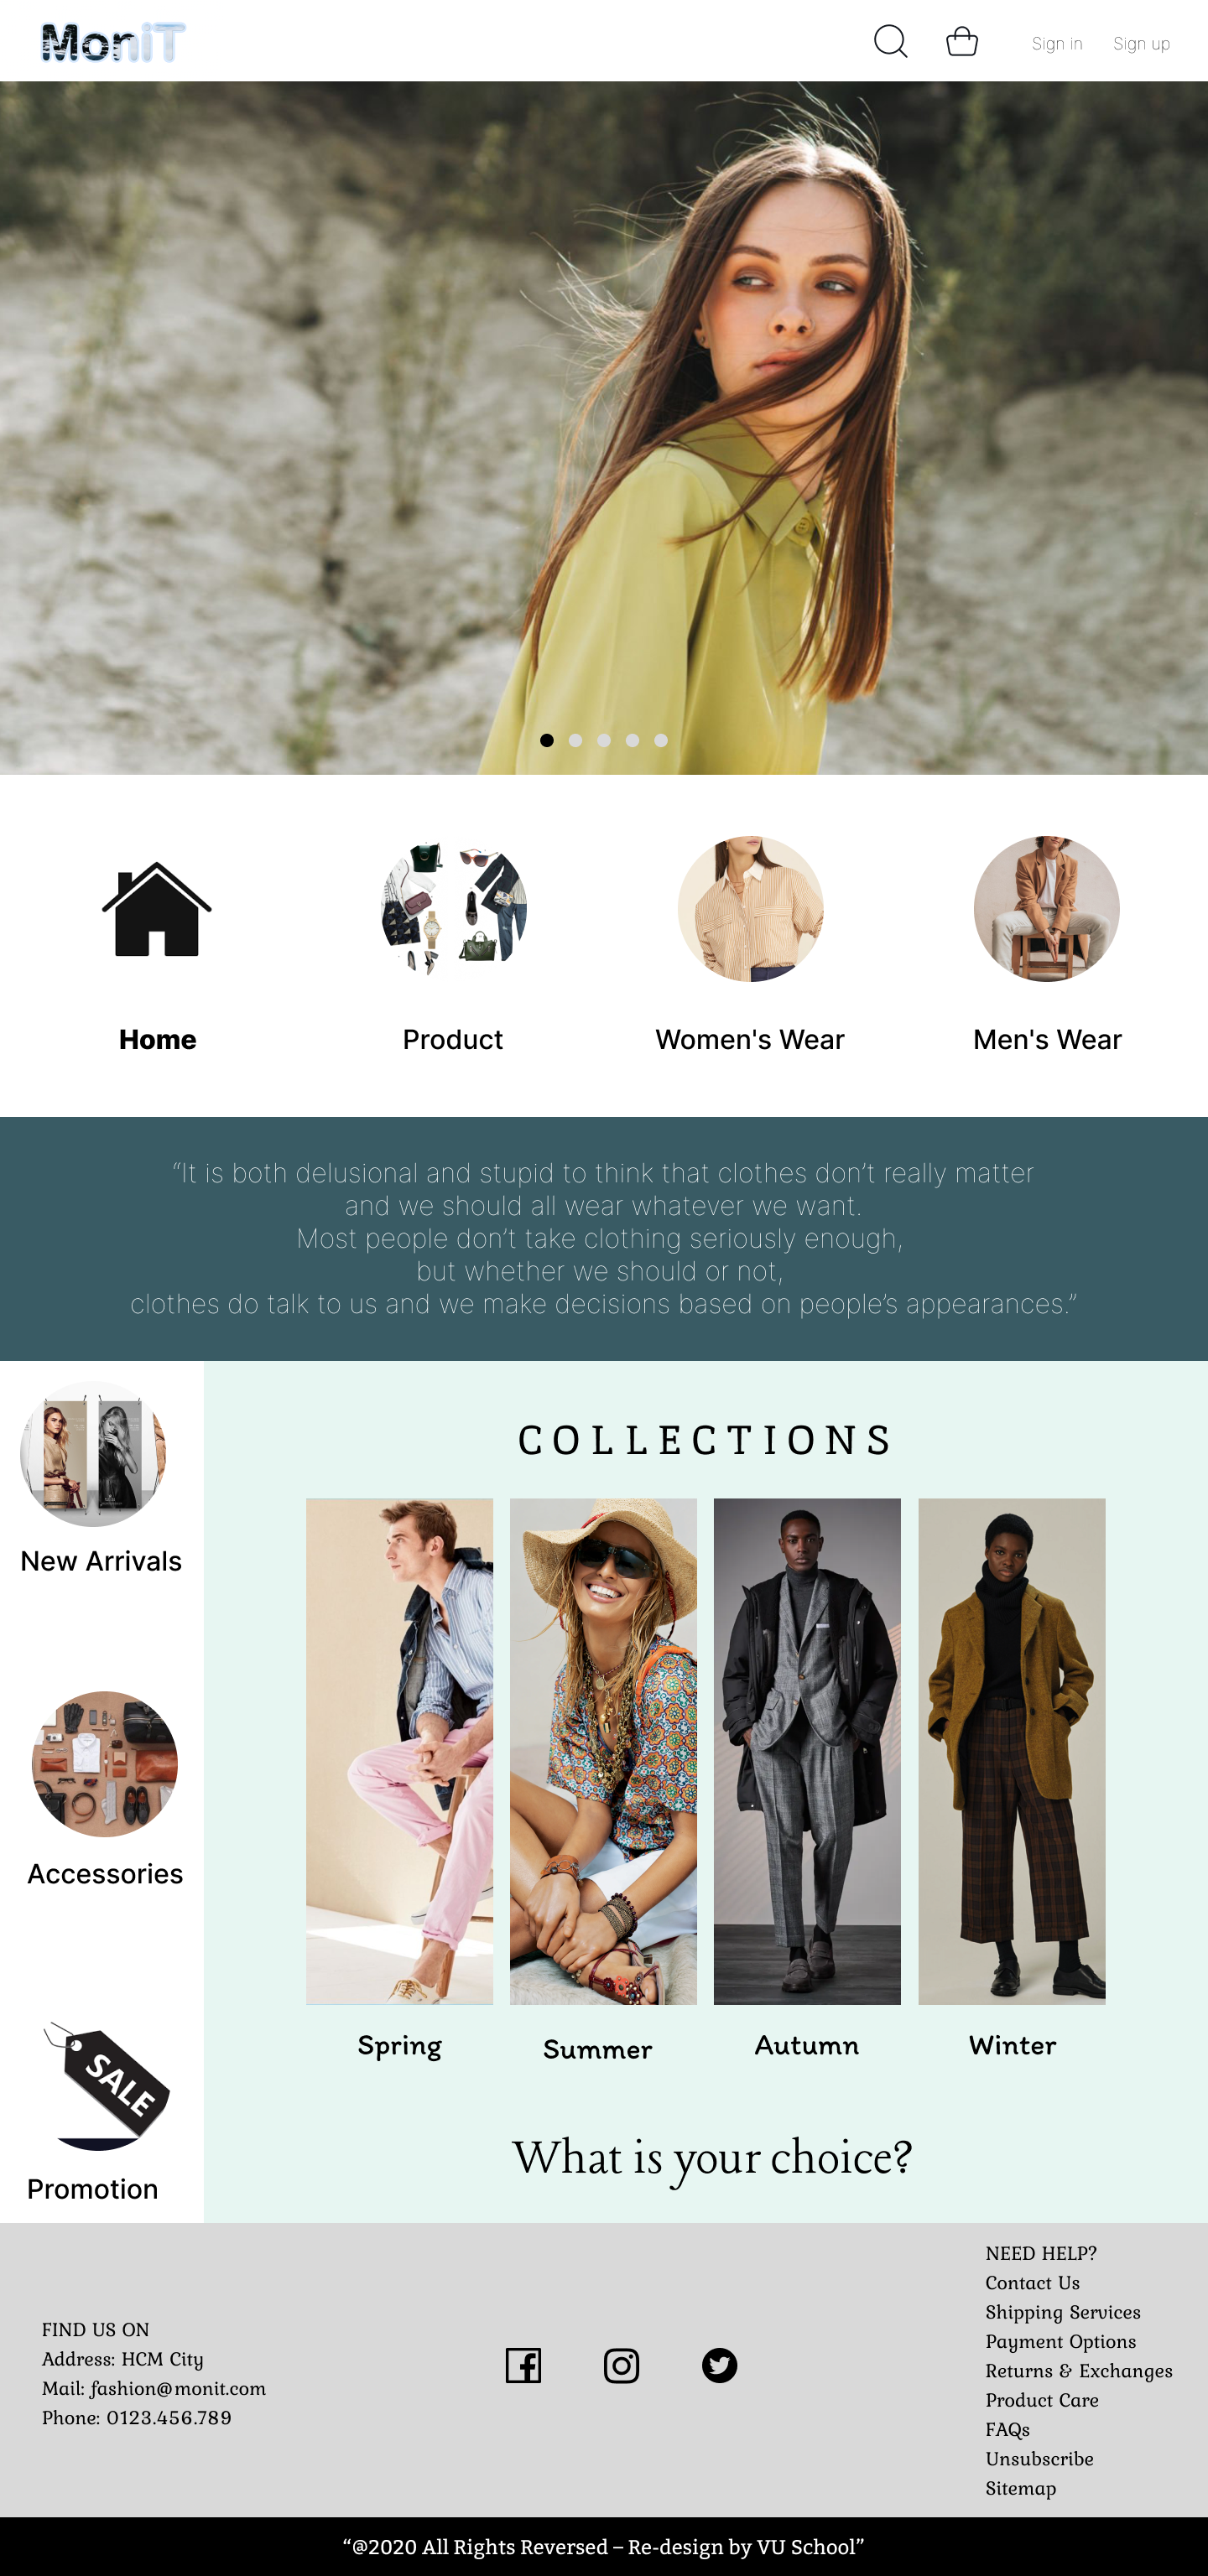 MoniT
Sign in
Sign up
Home
Product
Women's Wear
Men's Wear
“It is both delusional and stupid to think that clothes don’t really matter
and we should all wear whatever we want.
Most people don’t take clothing seriously enough,
but whether we should or not,
clothes do talk to us and we make decisions based on people’s appearances.”
New Arrivals
Accessories
SALE
Promotion
COLLECTIONS
Spring
Summer
Autumn
Winter
What is your choice?
FIND US ON
Address: HCM City
Mail: fashion@monit.com
Phone: 0123.456.789
NEED HELP?
Contact Us
Shipping Services
Payment Options
Returns & Exchanges
Product Care
FAQs
Unsubscribe
Sitemap
“@2020 All Rights Reversed – Re-design by VU School”